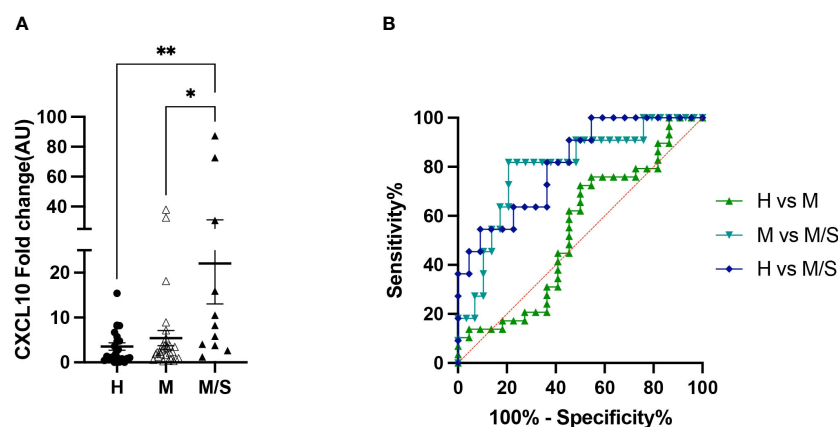 A
B
**
*
CXCL10 Fold change(AU)
100
80
60
40
20
10
0
H
M
M/S
Sensitivity%
100
80
60
40
20
0
0
20
40
60
80
100
100% - Specificity%
H vs M
M vs M/S
H vs M/S